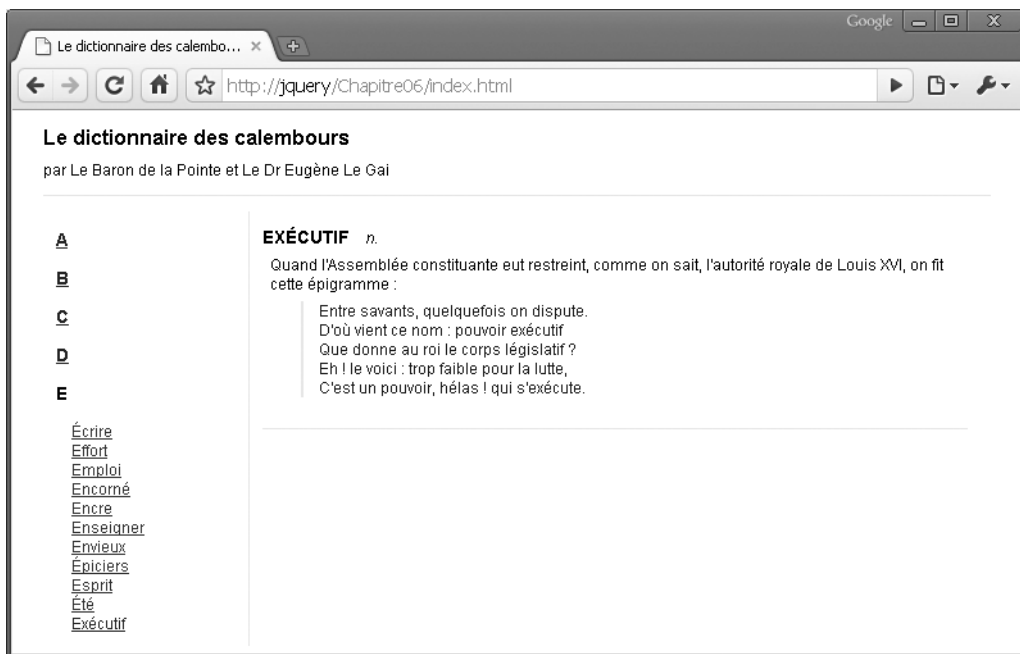 Google
Le dictionnaire des calembo...
http://jquery/Chapitre06/index.html
Le dictionnaire des calembours
par Le Baron de la Pointe et Le Dr Eugène Le Gai
A
B
C
D
E
Écrire
Effort
Emploi
Encorné
Encre
Enseigner
Envieux
Épiciers
Esprit
Été
Exécutif
EXÉCUTIF n.
Quand l'Assemblée constituante eut restreint, comme on sait, l'autorité royale de Louis XVI, on fit
cette épigramme :
Entre savants, quelquefois on dispute.
D'où vient ce nom : pouvoir exécutif
Que donne au roi le corps législatif ?
Eh ! le voici : trop faible pour la lutte,
C'est un pouvoir, hélas ! qui s'exécute.